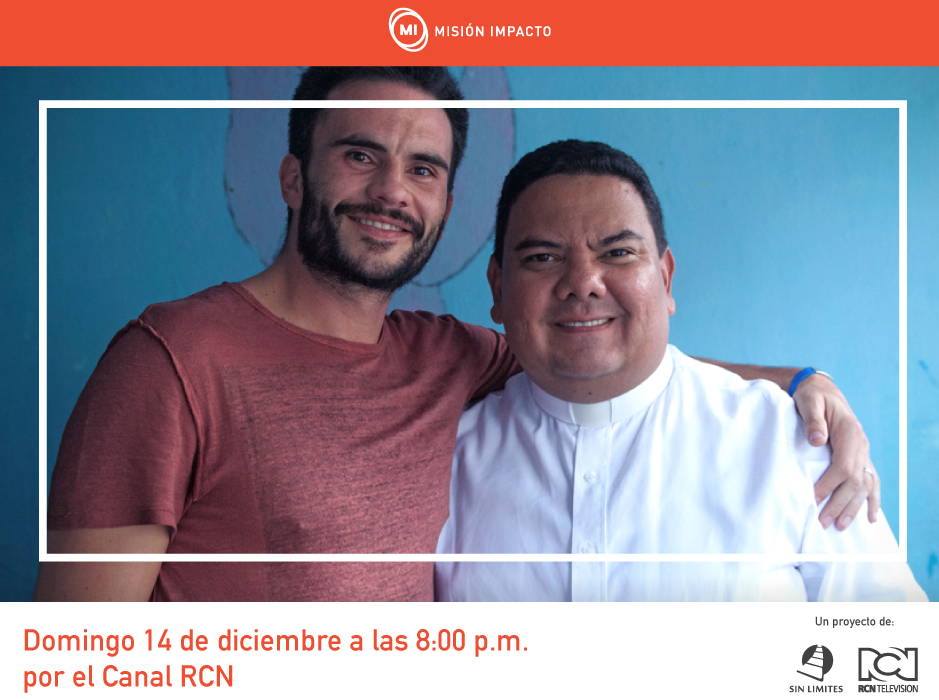 MI MISIÓN IMPACTO
Domingo 14 de diciembre a las 8:00 p.m.
por el Canal RCN
Un proyecto de:
SIN LIMITES
RCN
RCN TELEVISION